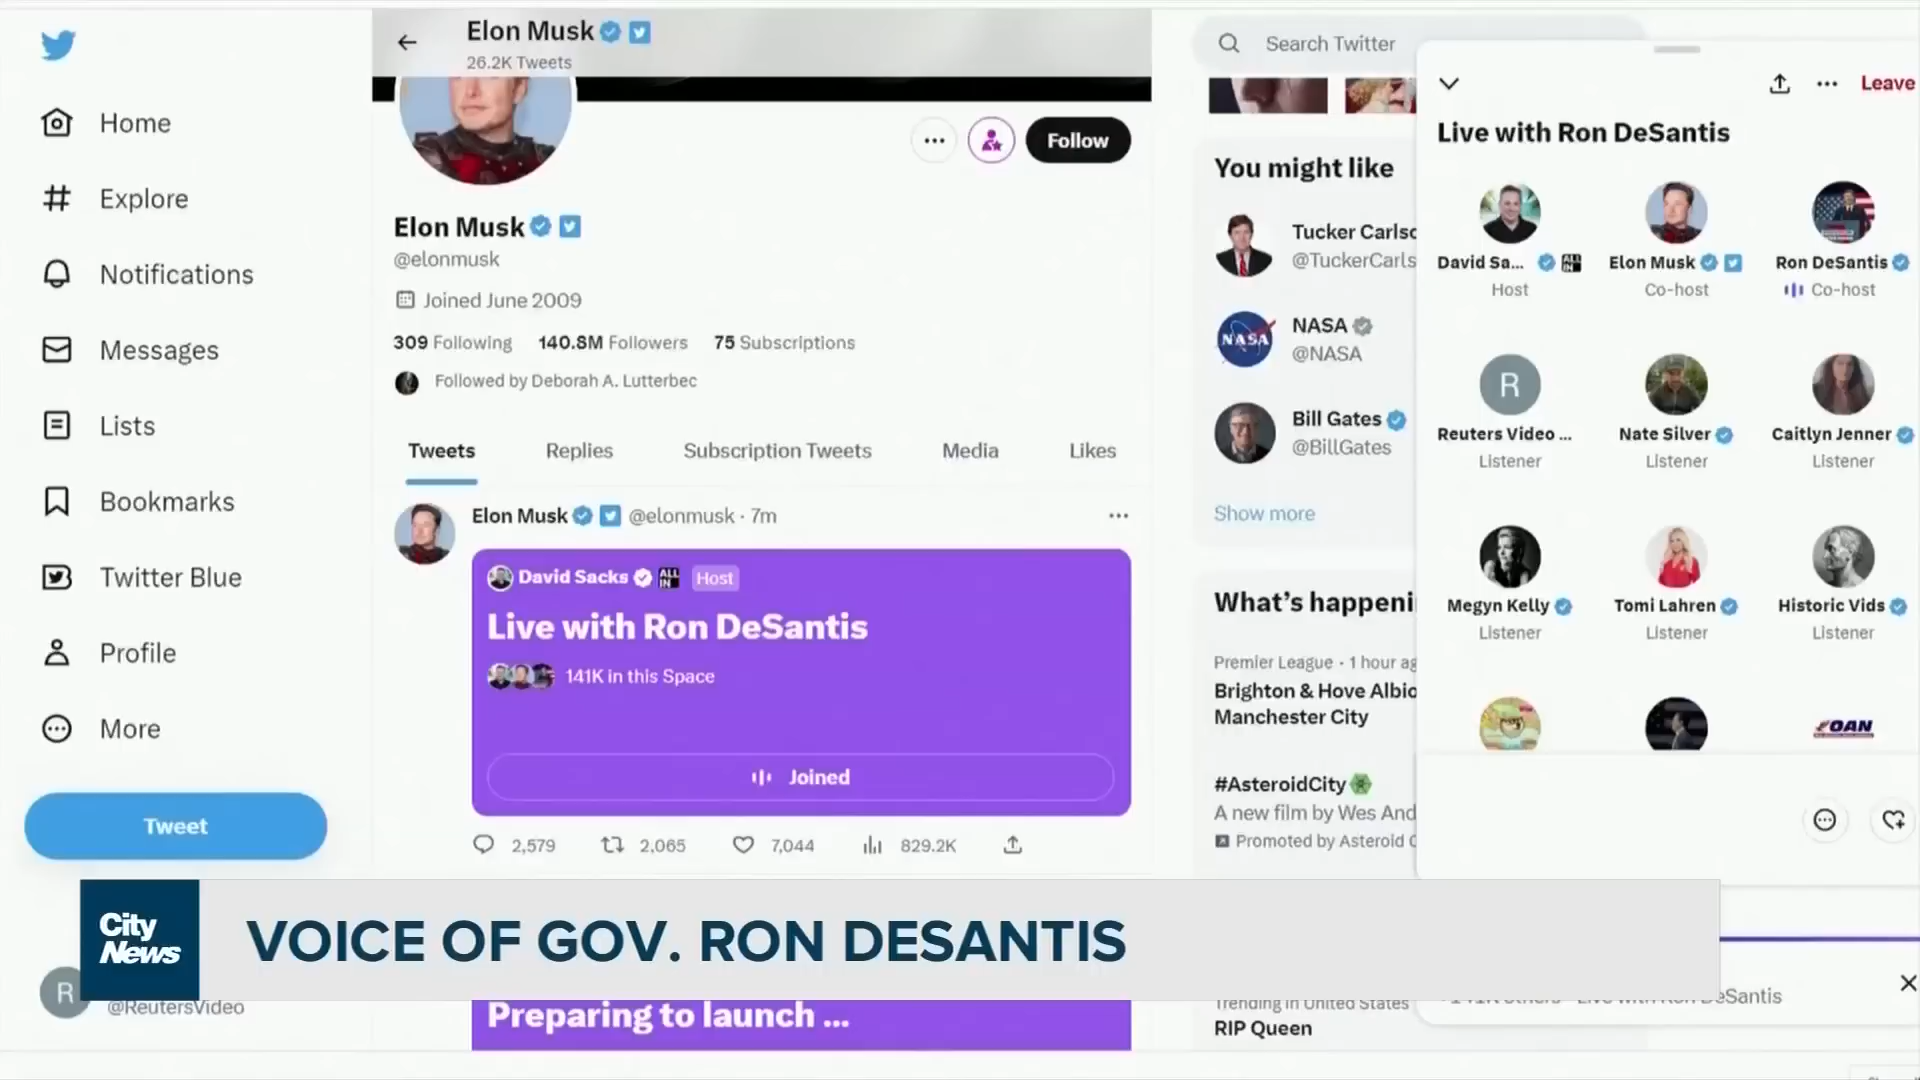 Elon Musk
26.2K Tweets
Home
Explore
Notifications
Messages
Lists
Bookmarks
Twitter Blue
Profile
More
Tweet
R
@ReutersVideo
Follow
Elon Musk
@elonmusk
Joined June 2009
309 Following 140.8M Followers 75 Subscriptions
Followed by Deborah A. Lutterbec
Tweets Replies Subscription Tweets Media Likes
Elon Musk @elonmusk · 7m
David Sacks ALL IN Host
Live with Ron DeSantis
141K in this Space
Joined
2,579 2,065 7,044 829.2K
Preparing to launch ...
Search Twitter
You might like
Tucker Carlso
@TuckerCarls
NASA
@NASA
Bill Gates
@BillGates
Show more
What's happeni
Premier League · 1 hour ag
Brighton & Hove Albio
Manchester City
#AsteroidCity
A new film by Wes And
Promoted by Asteroid C
Trending in United States
RIP Queen
Leave
Live with Ron DeSantis
David Sa... ALL IN Elon Musk Ron DeSantis
Host Co-host Co-host
R
Reuters Video ... Nate Silver Caitlyn Jenner
Listener Listener Listener
Megyn Kelly Tomi Lahren Historic Vids
Listener Listener Listener
OAN
Live with Ron DeSantis
City
News
VOICE OF GOV. RON DESANTIS